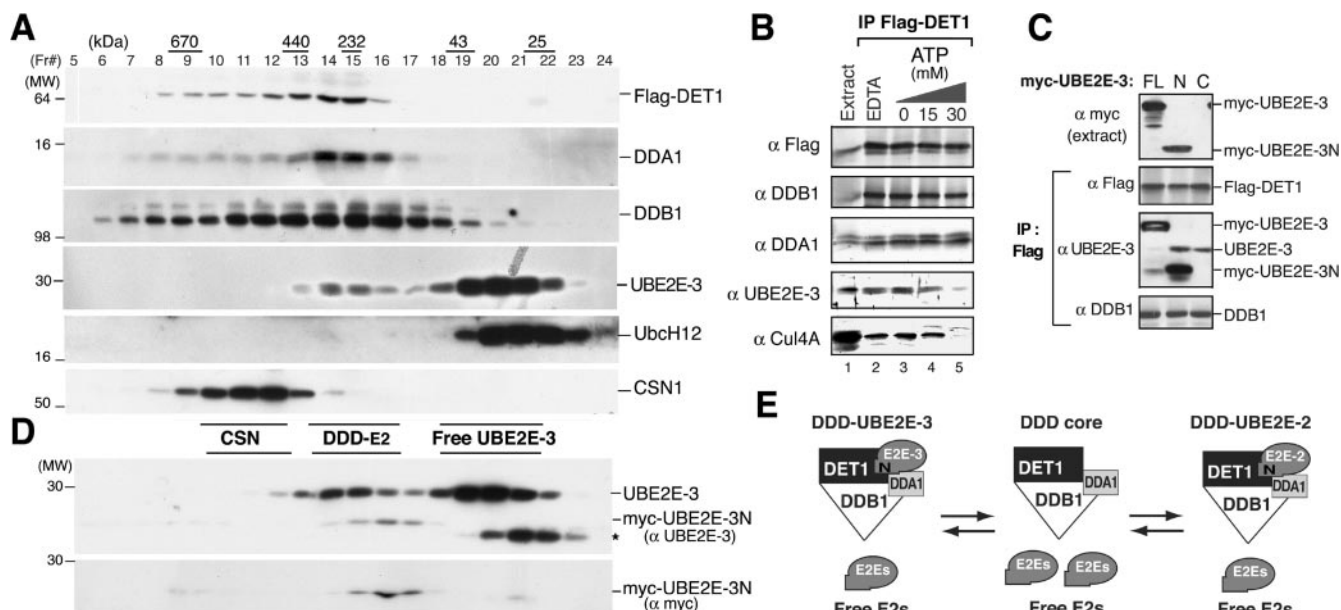 A
(kDa) 670 440 232 43 25
(Fr#) 5 6 7 8 9 10 11 12 13 14 15 16 17 18 19 20 21 22 23 24
(MW)
64 Flag-DET1
16 DDA1
DDB1
98
30 UBE2E-3
UbcH12
16
CSN1
50
B
IP Flag-DET1
Extract EDTA ATP
(mM)
0 15 30
α Flag
α DDB1
α DDA1
α UBE2E-3
α Cul4A
1 2 3 4 5
C
myc-UBE2E-3: FL N C
α myc
(extract)
myc-UBE2E-3
myc-UBE2E-3N
IP :
Flag
α Flag Flag-DET1
myc-UBE2E-3
α UBE2E-3 UBE2E-3
myc-UBE2E-3N
α DDB1 DDB1
D
CSN DDD-E2 Free UBE2E-3
(MW)
30 UBE2E-3
myc-UBE2E-3N
* (α UBE2E-3)
30
myc-UBE2E-3N
(α myc)
E
DDD-UBE2E-3 DDD core DDD-UBE2E-2
DET1 N E2E-3 DDA1 DDB1
DET1 DDA1 DDB1
DET1 N E2E-2 DDA1 DDB1
E2Es E2Es E2Es E2Es
Free E2s Free E2s Free E2s